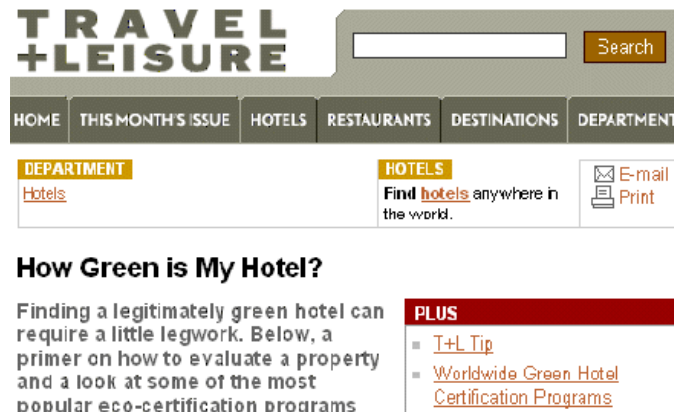 TRAVEL
+LEISURE
Search
HOME THIS MONTH'S ISSUE HOTELS RESTAURANTS DESTINATIONS DEPARTMENT
DEPARTMENT
Hotels
HOTELS
Find hotels anywhere in
the world.
E-mail
Print
How Green is My Hotel?
Finding a legitimately green hotel can
require a little legwork. Below, a
primer on how to evaluate a property
and a look at some of the most
popular eco-certification programs
PLUS
T+L Tip
Worldwide Green Hotel
Certification Programs